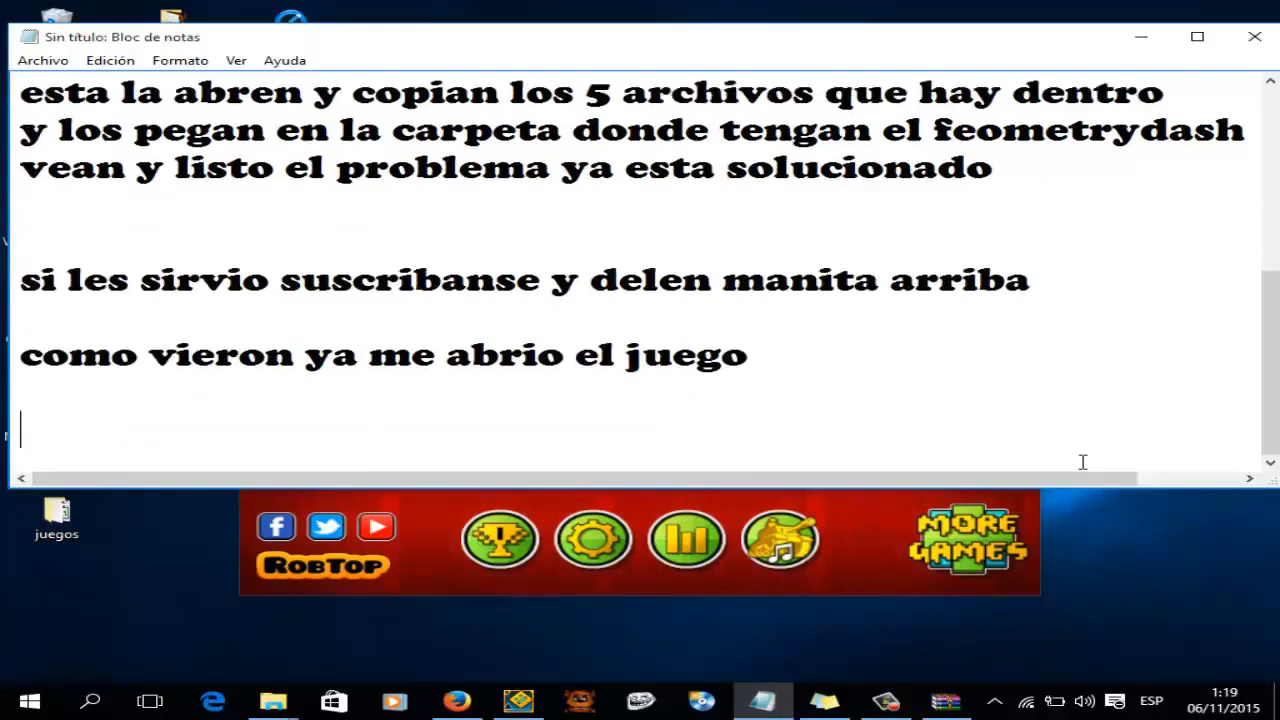 Sin título: Bloc de notas
Archivo Edición Formato Ver Ayuda
esta la abren y copian los 5 archivos que hay dentro
y los pegan en la carpeta donde tengan el feometrydash
vean y listo el problema ya esta solucionado
si les sirvio suscribanse y delen manita arriba
como vieron ya me abrio el juego
juegos
RobTop
MORE
GAMES
ESP
1:19
06/11/2015